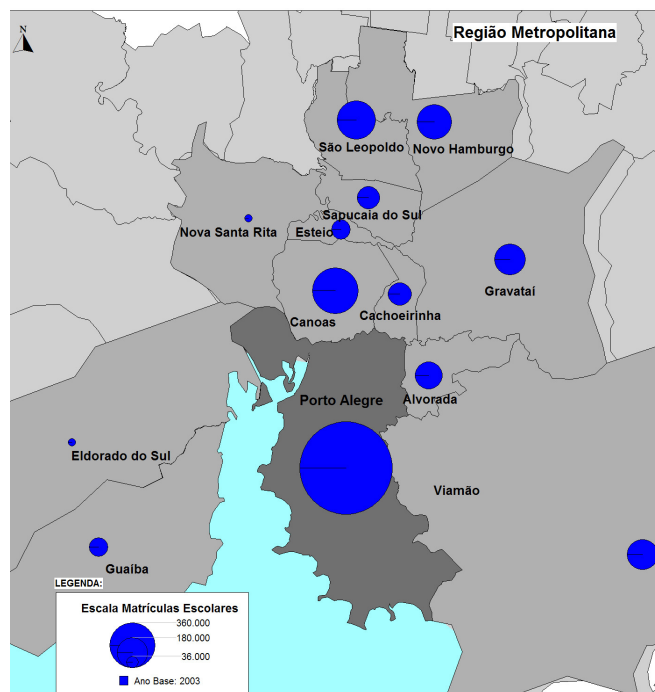 Região Metropolitana
N
São Leopoldo
Novo Hamburgo
Sapucaia do Sul
Nova Santa Rita
Esteio
Gravataí
Canoas
Cachoeirinha
Porto Alegre
Alvorada
Eldorado do Sul
Viamão
Guaíba
LEGENDA:
Escala Matrículas Escolares
360.000
180.000
36.000
Ano Base: 2003